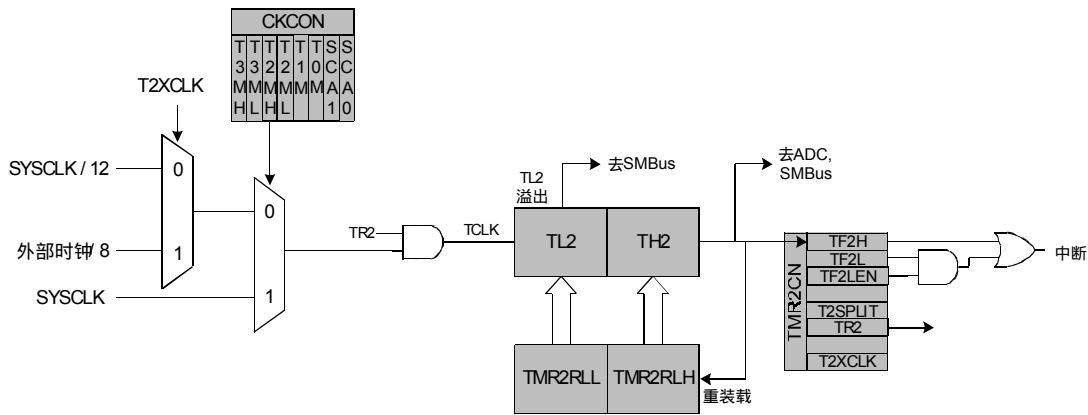 CKCON
T3MH
T3ML
T2MH
T2ML
T1M
T0M
SCA1
SCA0
T2XCLK
SYSCLK / 12
0
外部时钟/ 8
1
SYSCLK
0
1
TR2
TCLK
TL2
溢出
去SMBus
去ADC,
SMBus
TL2
TH2
TMR2RLL
TMR2RLH
重装载
TMR2CN
TF2H
TF2L
TF2LEN
T2SPLIT
TR2
T2XCLK
中断